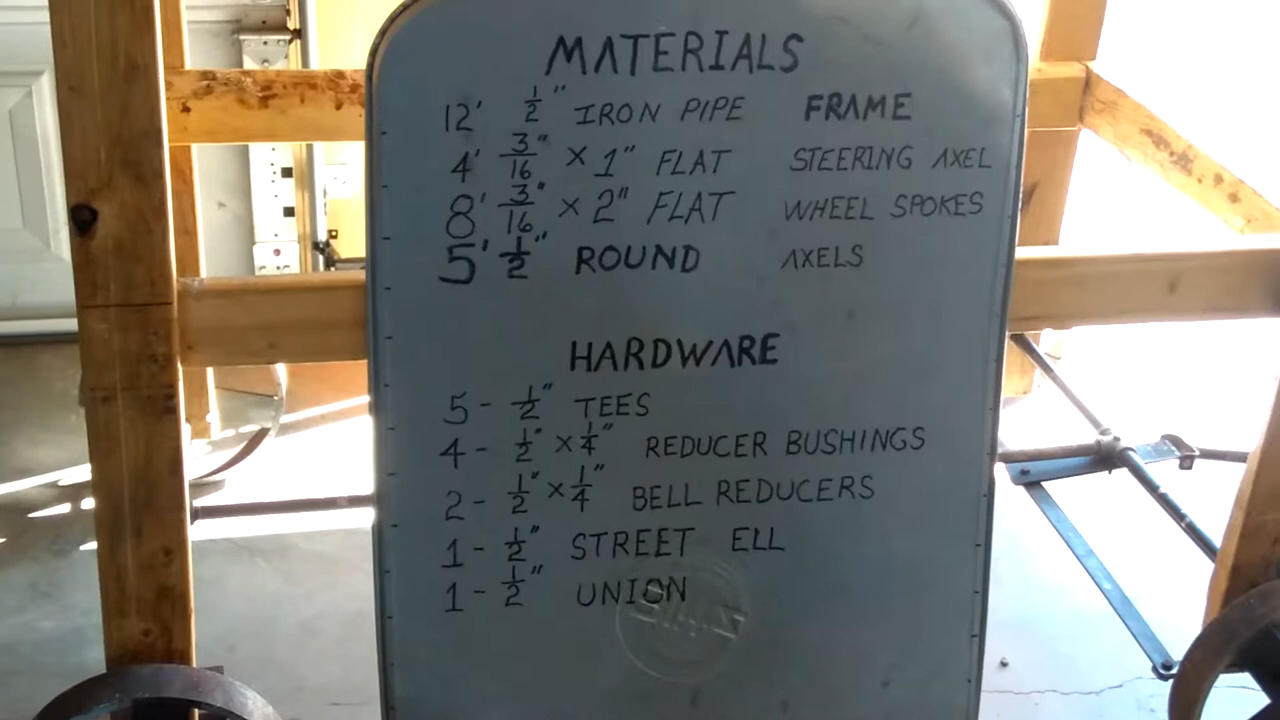 MATERIALS
12' 1/2" IRON PIPE FRAME
4' 3/16" × 1" FLAT STEERING AXEL
8' 3/16" × 2" FLAT WHEEL SPOKES
5' 1/2" ROUND AXELS
HARDWARE
5 - 1/2" TEES
4 - 1/2" × 1/4" REDUCER BUSHINGS
2 - 1/2" × 1/4" BELL REDUCERS
1 - 1/2" STREET ELL
1 - 1/2" UNION